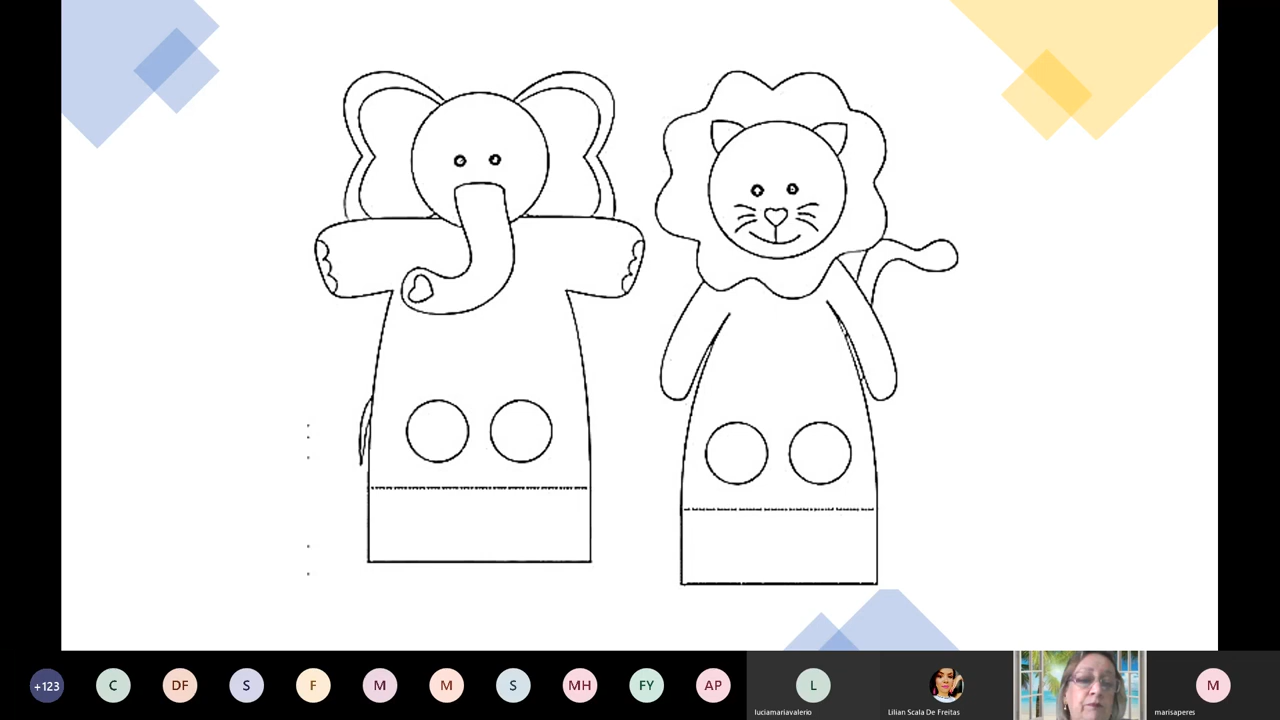 +123
C
DF
S
F
M
M
S
MH
FY
AP
L
M
luciamariavalerio
Lilian Scala De Freitas
marisaperes